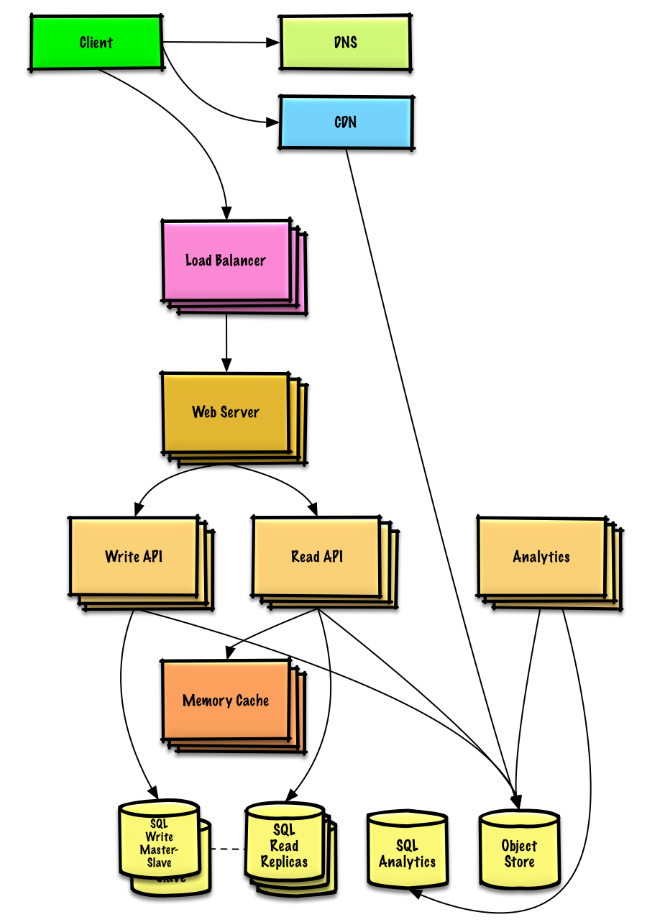 Client
DNS
CDN
Load Balancer
Web Server
Write API
Read API
Analytics
Memory Cache
SQL
Write
Master-
Slave
Slave
SQL
Read
Replicas
SQL
Analytics
Object
Store